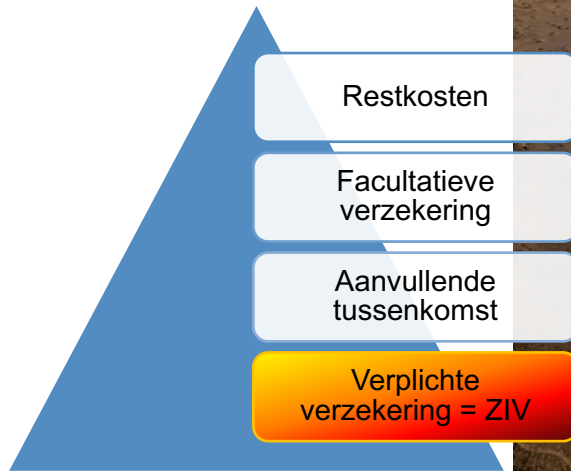 Restkosten
Facultatieve
verzekering
Aanvullende
tussenkomst
Verplichte
verzekering = ZIV